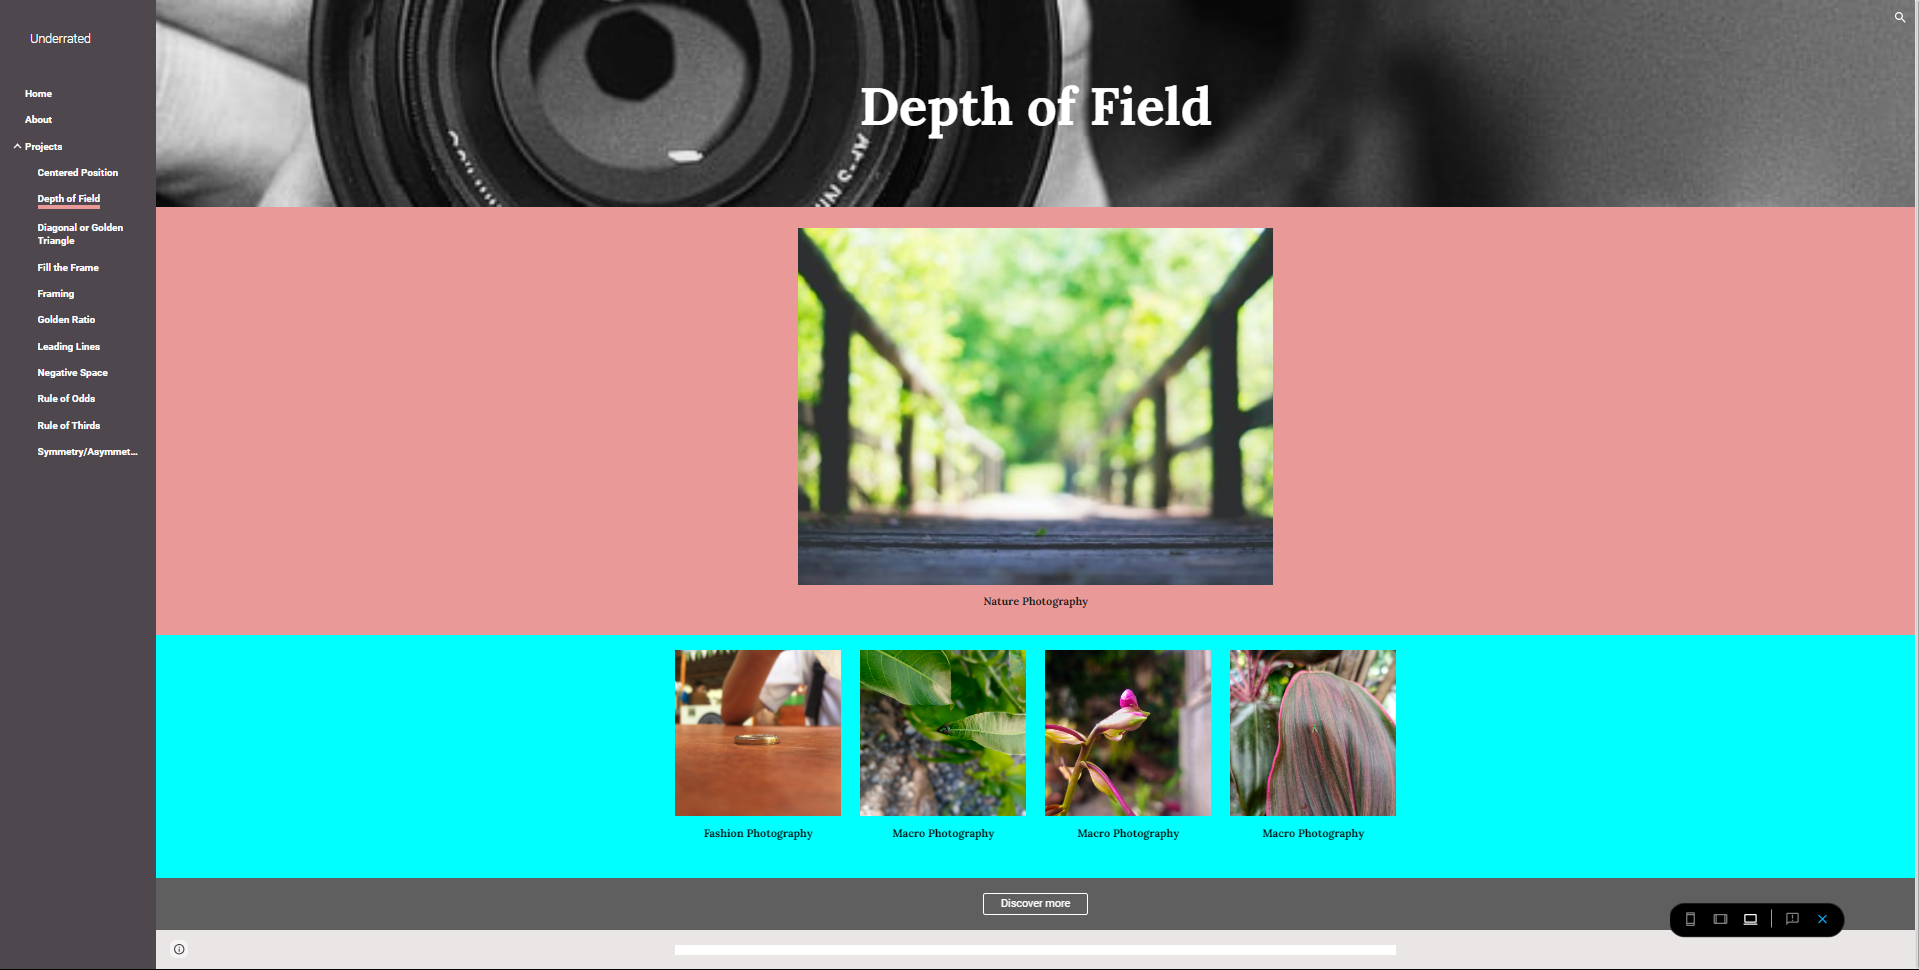 Underrated
Home
About
Projects
Centered Position
Depth of Field
Diagonal or Golden
Triangle
Fill the Frame
Framing
Golden Ratio
Leading Lines
Negative Space
Rule of Odds
Rule of Thirds
Symmetry/Asymmet...
Depth of Field
Nature Photography
Fashion Photography
Macro Photography
Macro Photography
Macro Photography
Discover more